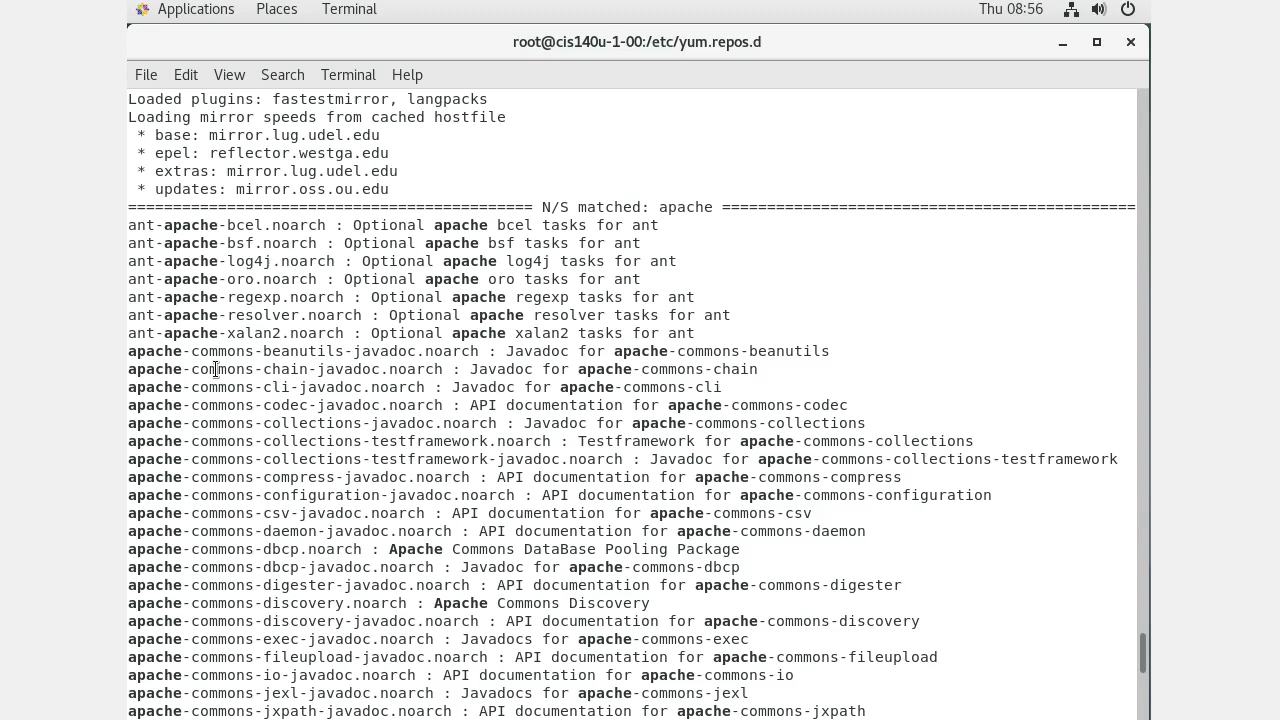 Applications Places Terminal Thu 08:56
root@cis140u-1-00:/etc/yum.repos.d
File Edit View Search Terminal Help
Loaded plugins: fastestmirror, langpacks
Loading mirror speeds from cached hostfile
 * base: mirror.lug.udel.edu
 * epel: reflector.westga.edu
 * extras: mirror.lug.udel.edu
 * updates: mirror.oss.ou.edu
============================================= N/S matched: apache ==============================================
ant-apache-bcel.noarch : Optional apache bcel tasks for ant
ant-apache-bsf.noarch : Optional apache bsf tasks for ant
ant-apache-log4j.noarch : Optional apache log4j tasks for ant
ant-apache-oro.noarch : Optional apache oro tasks for ant
ant-apache-regexp.noarch : Optional apache regexp tasks for ant
ant-apache-resolver.noarch : Optional apache resolver tasks for ant
ant-apache-xalan2.noarch : Optional apache xalan2 tasks for ant
apache-commons-beanutils-javadoc.noarch : Javadoc for apache-commons-beanutils
apache-commons-chain-javadoc.noarch : Javadoc for apache-commons-chain
apache-commons-cli-javadoc.noarch : Javadoc for apache-commons-cli
apache-commons-codec-javadoc.noarch : API documentation for apache-commons-codec
apache-commons-collections-javadoc.noarch : Javadoc for apache-commons-collections
apache-commons-collections-testframework.noarch : Testframework for apache-commons-collections
apache-commons-collections-testframework-javadoc.noarch : Javadoc for apache-commons-collections-testframework
apache-commons-compress-javadoc.noarch : API documentation for apache-commons-compress
apache-commons-configuration-javadoc.noarch : API documentation for apache-commons-configuration
apache-commons-csv-javadoc.noarch : API documentation for apache-commons-csv
apache-commons-daemon-javadoc.noarch : API documentation for apache-commons-daemon
apache-commons-dbcp.noarch : Apache Commons DataBase Pooling Package
apache-commons-dbcp-javadoc.noarch : Javadoc for apache-commons-dbcp
apache-commons-digester-javadoc.noarch : API documentation for apache-commons-digester
apache-commons-discovery.noarch : Apache Commons Discovery
apache-commons-discovery-javadoc.noarch : API documentation for apache-commons-discovery
apache-commons-exec-javadoc.noarch : Javadocs for apache-commons-exec
apache-commons-fileupload-javadoc.noarch : API documentation for apache-commons-fileupload
apache-commons-io-javadoc.noarch : API documentation for apache-commons-io
apache-commons-jexl-javadoc.noarch : Javadocs for apache-commons-jexl
apache-commons-jxpath-javadoc.noarch : API documentation for apache-commons-jxpath